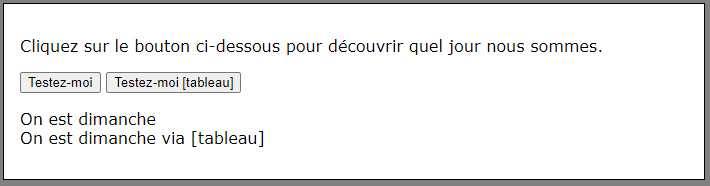 Cliquez sur le bouton ci-dessous pour découvrir quel jour nous sommes.
Testez-moi Testez-moi [tableau]
On est dimanche
On est dimanche via [tableau]